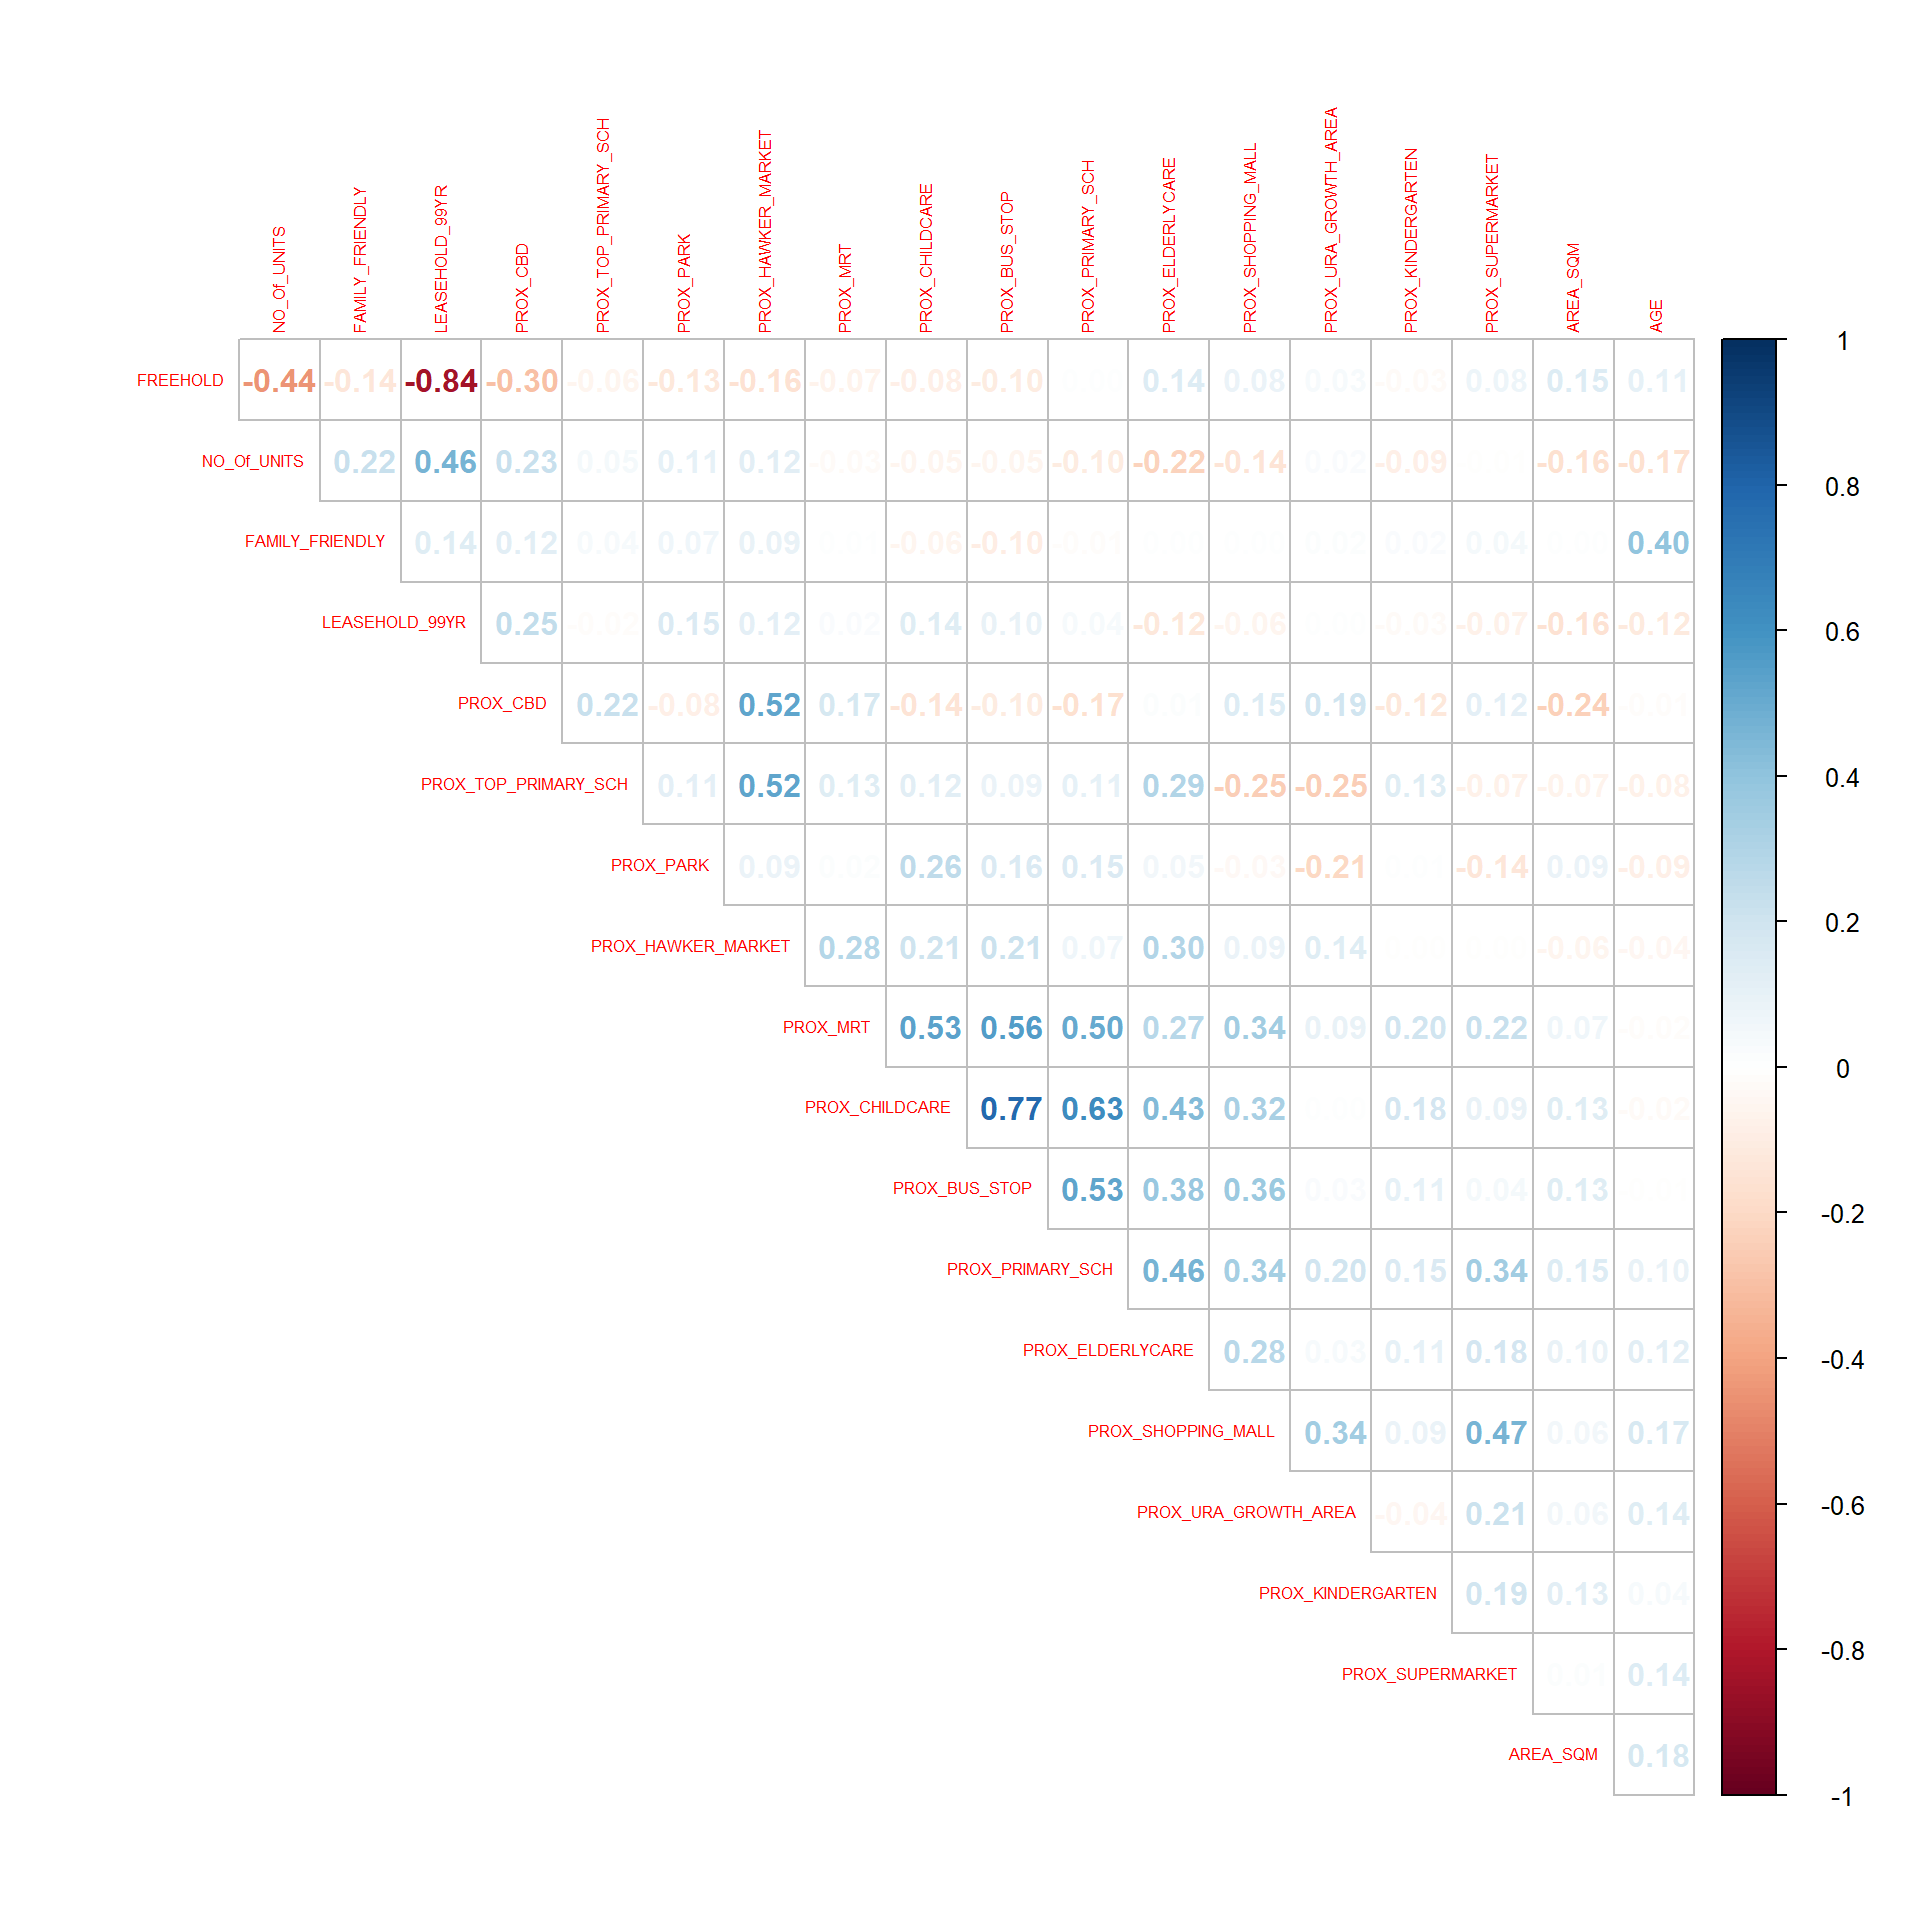 NO_Of_UNITS FAMILY_FRIENDLY LEASEHOLD_99YR PROX_CBD PROX_TOP_PRIMARY_SCH PROX_PARK PROX_HAWKER_MARKET PROX_MRT PROX_CHILDCARE PROX_BUS_STOP PROX_PRIMARY_SCH PROX_ELDERLYCARE PROX_SHOPPING_MALL PROX_URA_GROWTH_AREA PROX_KINDERGARTEN PROX_SUPERMARKET AREA_SQM AGE
FREEHOLD -0.44 -0.14 -0.84 -0.30 -0.06 -0.13 -0.16 -0.07 -0.08 -0.10 0.14 0.08 0.03 -0.03 0.08 0.15 0.11
NO_Of_UNITS 0.22 0.46 0.23 0.05 0.11 0.12 -0.03 -0.05 -0.05 -0.10 -0.22 -0.14 0.02 -0.09 -0.16 -0.17
FAMILY_FRIENDLY 0.14 0.12 0.04 0.07 0.09 -0.06 -0.10 -0.01 0.02 0.02 0.04 0.40
LEASEHOLD_99YR 0.25 -0.02 0.15 0.12 0.02 0.14 0.10 0.04 -0.12 -0.06 -0.03 -0.07 -0.16 -0.12
PROX_CBD 0.22 -0.08 0.52 0.17 -0.14 -0.10 -0.17 0.01 0.15 0.19 -0.12 0.12 -0.24 -0.01
PROX_TOP_PRIMARY_SCH 0.11 0.52 0.13 0.12 0.09 0.11 0.29 -0.25 -0.25 0.13 -0.07 -0.07 -0.08
PROX_PARK 0.09 0.02 0.26 0.16 0.15 0.05 -0.03 -0.21 -0.14 0.09 -0.09
PROX_HAWKER_MARKET 0.28 0.21 0.21 0.07 0.30 0.09 0.14 -0.06 -0.04
PROX_MRT 0.53 0.56 0.50 0.27 0.34 0.09 0.20 0.22 0.07
PROX_CHILDCARE 0.77 0.63 0.43 0.32 0.18 0.09 0.13 -0.02
PROX_BUS_STOP 0.53 0.38 0.36 0.03 0.11 0.04 0.13
PROX_PRIMARY_SCH 0.46 0.34 0.20 0.15 0.34 0.15 0.10
PROX_ELDERLYCARE 0.28 0.03 0.11 0.18 0.10 0.12
PROX_SHOPPING_MALL 0.34 0.09 0.47 0.06 0.17
PROX_URA_GROWTH_AREA -0.04 0.21 0.06 0.14
PROX_KINDERGARTEN 0.19 0.13 0.04
PROX_SUPERMARKET 0.01 0.14
AREA_SQM 0.18
1
0.8
0.6
0.4
0.2
0
-0.2
-0.4
-0.6
-0.8
-1